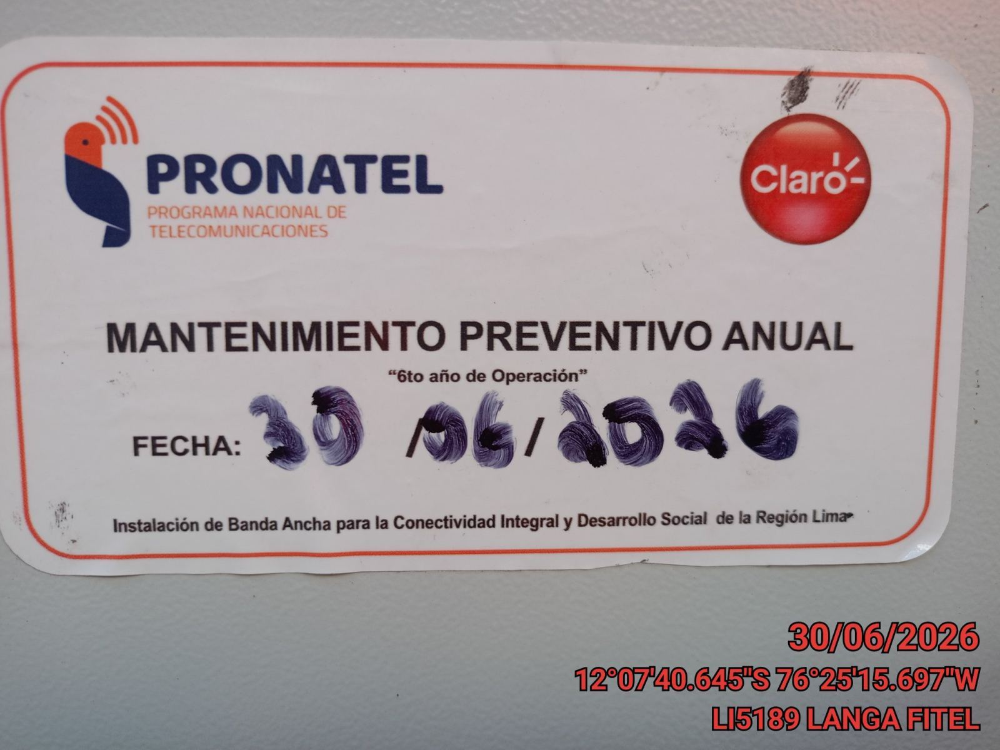 PRONATEL
PROGRAMA NACIONAL DE
TELECOMUNICACIONES
Claro
MANTENIMIENTO PREVENTIVO ANUAL
“6to año de Operación”
FECHA: 30 /06/2026
Instalación de Banda Ancha para la Conectividad Integral y Desarrollo Social de la Región Lima
30/06/2026
12°07'40.645"S 76°25'15.697"W
LI5189 LANGA FITEL